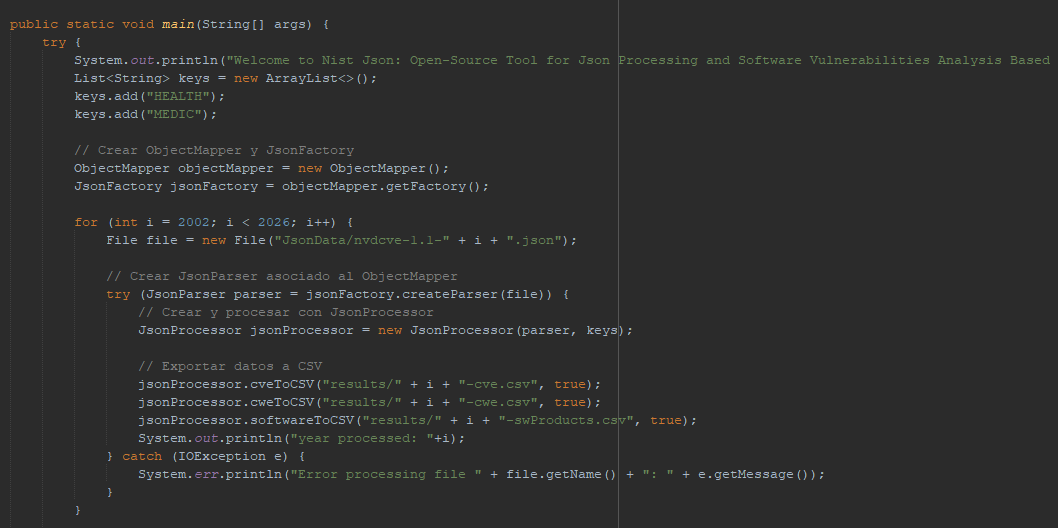 public static void main(String[] args) {
try {
System.out.println("Welcome to Nist Json: Open-Source Tool for Json Processing and Software Vulnerabilities Analysis Based
List<String> keys = new ArrayList<>();
keys.add("HEALTH");
keys.add("MEDIC");
// Crear ObjectMapper y JsonFactory
ObjectMapper objectMapper = new ObjectMapper();
JsonFactory jsonFactory = objectMapper.getFactory();
for (int i = 2002; i < 2026; i++) {
File file = new File("JsonData/nvdcve-1.1-" + i + ".json");
// Crear JsonParser asociado al ObjectMapper
try (JsonParser parser = jsonFactory.createParser(file)) {
// Crear y procesar con JsonProcessor
JsonProcessor jsonProcessor = new JsonProcessor(parser, keys);
// Exportar datos a CSV
jsonProcessor.cveToCSV("results/" + i + "-cve.csv", true);
jsonProcessor.cweToCSV("results/" + i + "-cwe.csv", true);
jsonProcessor.softwareToCSV("results/" + i + "-swProducts.csv", true);
System.out.println("year processed: "+i);
} catch (IOException e) {
System.err.println("Error processing file " + file.getName() + ": " + e.getMessage());
}
}